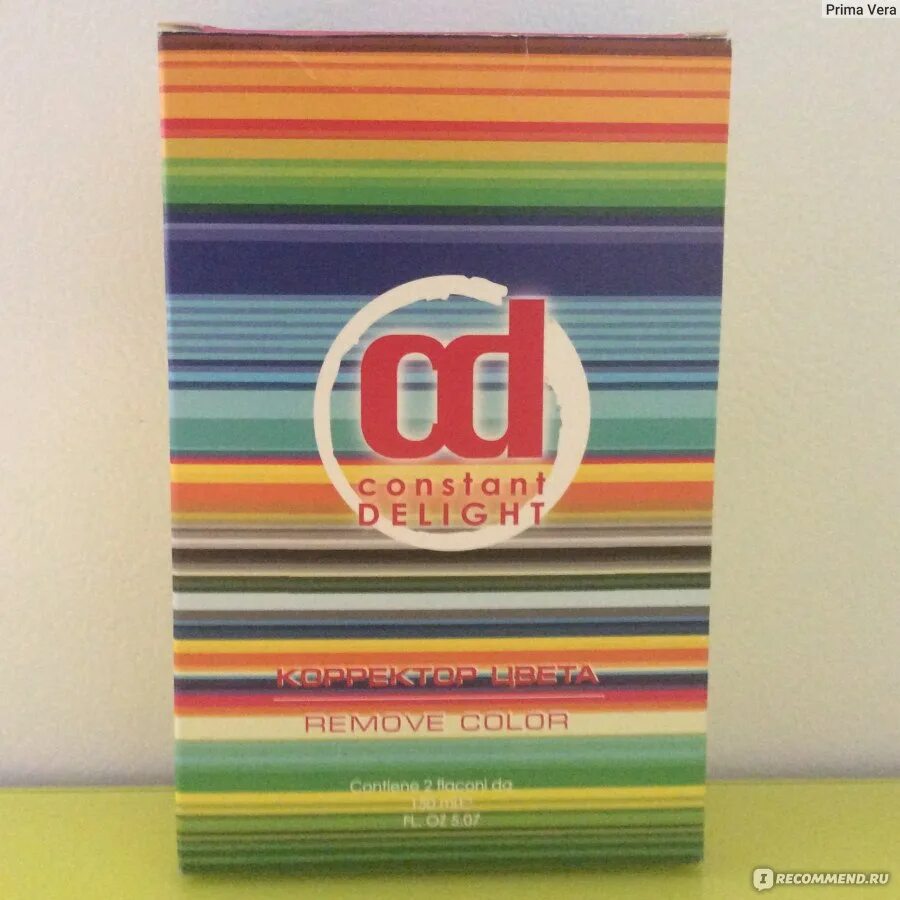 Prima Vera
cd
constant
DELIGHT
КОРРЕКТОР ЦВЕТА
REMOVE COLOR
Contiene 2 flaconi da
150 ml ℮
FL. OZ 5.07
IRECOMMEND.RU